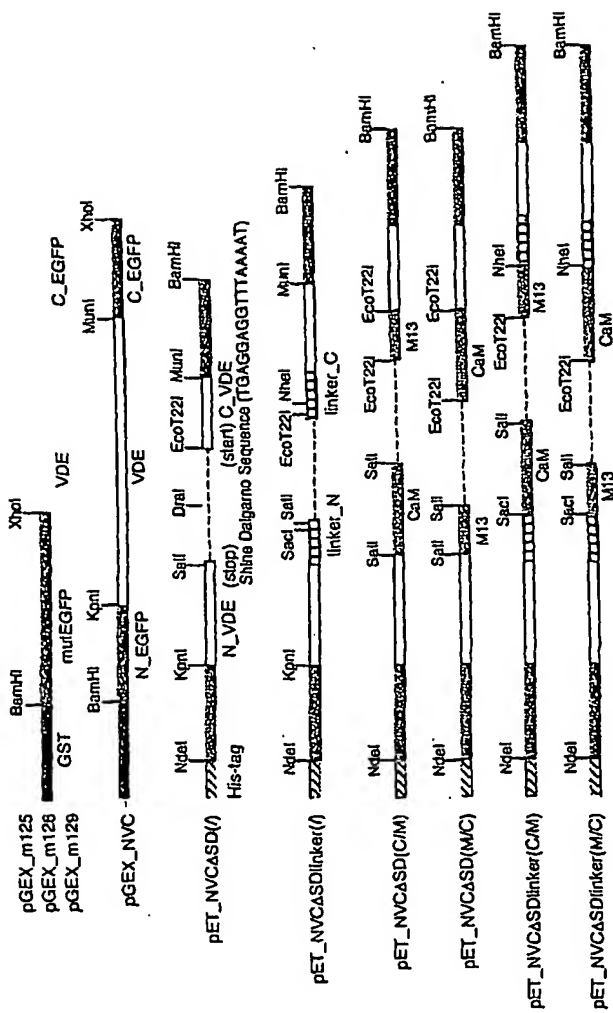 pGEX_m125
pGEX_m128
pGEX_m129
BamHI XhoI
GST mutEGFP VDE
pGEX_NVC
BamHI KpnI MunI XhoI
N_EGFP VDE C_EGFP C_EGFP
pET_NVCΔSD(/)
NdeI KpnI SalI DraI EcoT22I MunI BamHI
His-tag N_VDE (stop) (start) C_VDE
Shine Dalgarno Sequence (TGAGGAGGTTTAAAAT)
pET_NVCΔSDlinker(/)
NdeI KpnI SacI SalI EcoT22I NheI MunI BamHI
linker_N linker_C
pET_NVCΔSD(C/M)
NdeI SalI SalI EcoT22I EcoT22I BamHI
CaM M13
pET_NVCΔSD(M/C)
NdeI SalI SalI EcoT22I EcoT22I BamHI
M13 CaM
pET_NVCΔSDlinker(C/M)
NdeI SacI SalI EcoT22I NheI BamHI
CaM M13
pET_NVCΔSDlinker(M/C)
NdeI SacI SalI EcoT22I NheI BamHI
M13 CaM